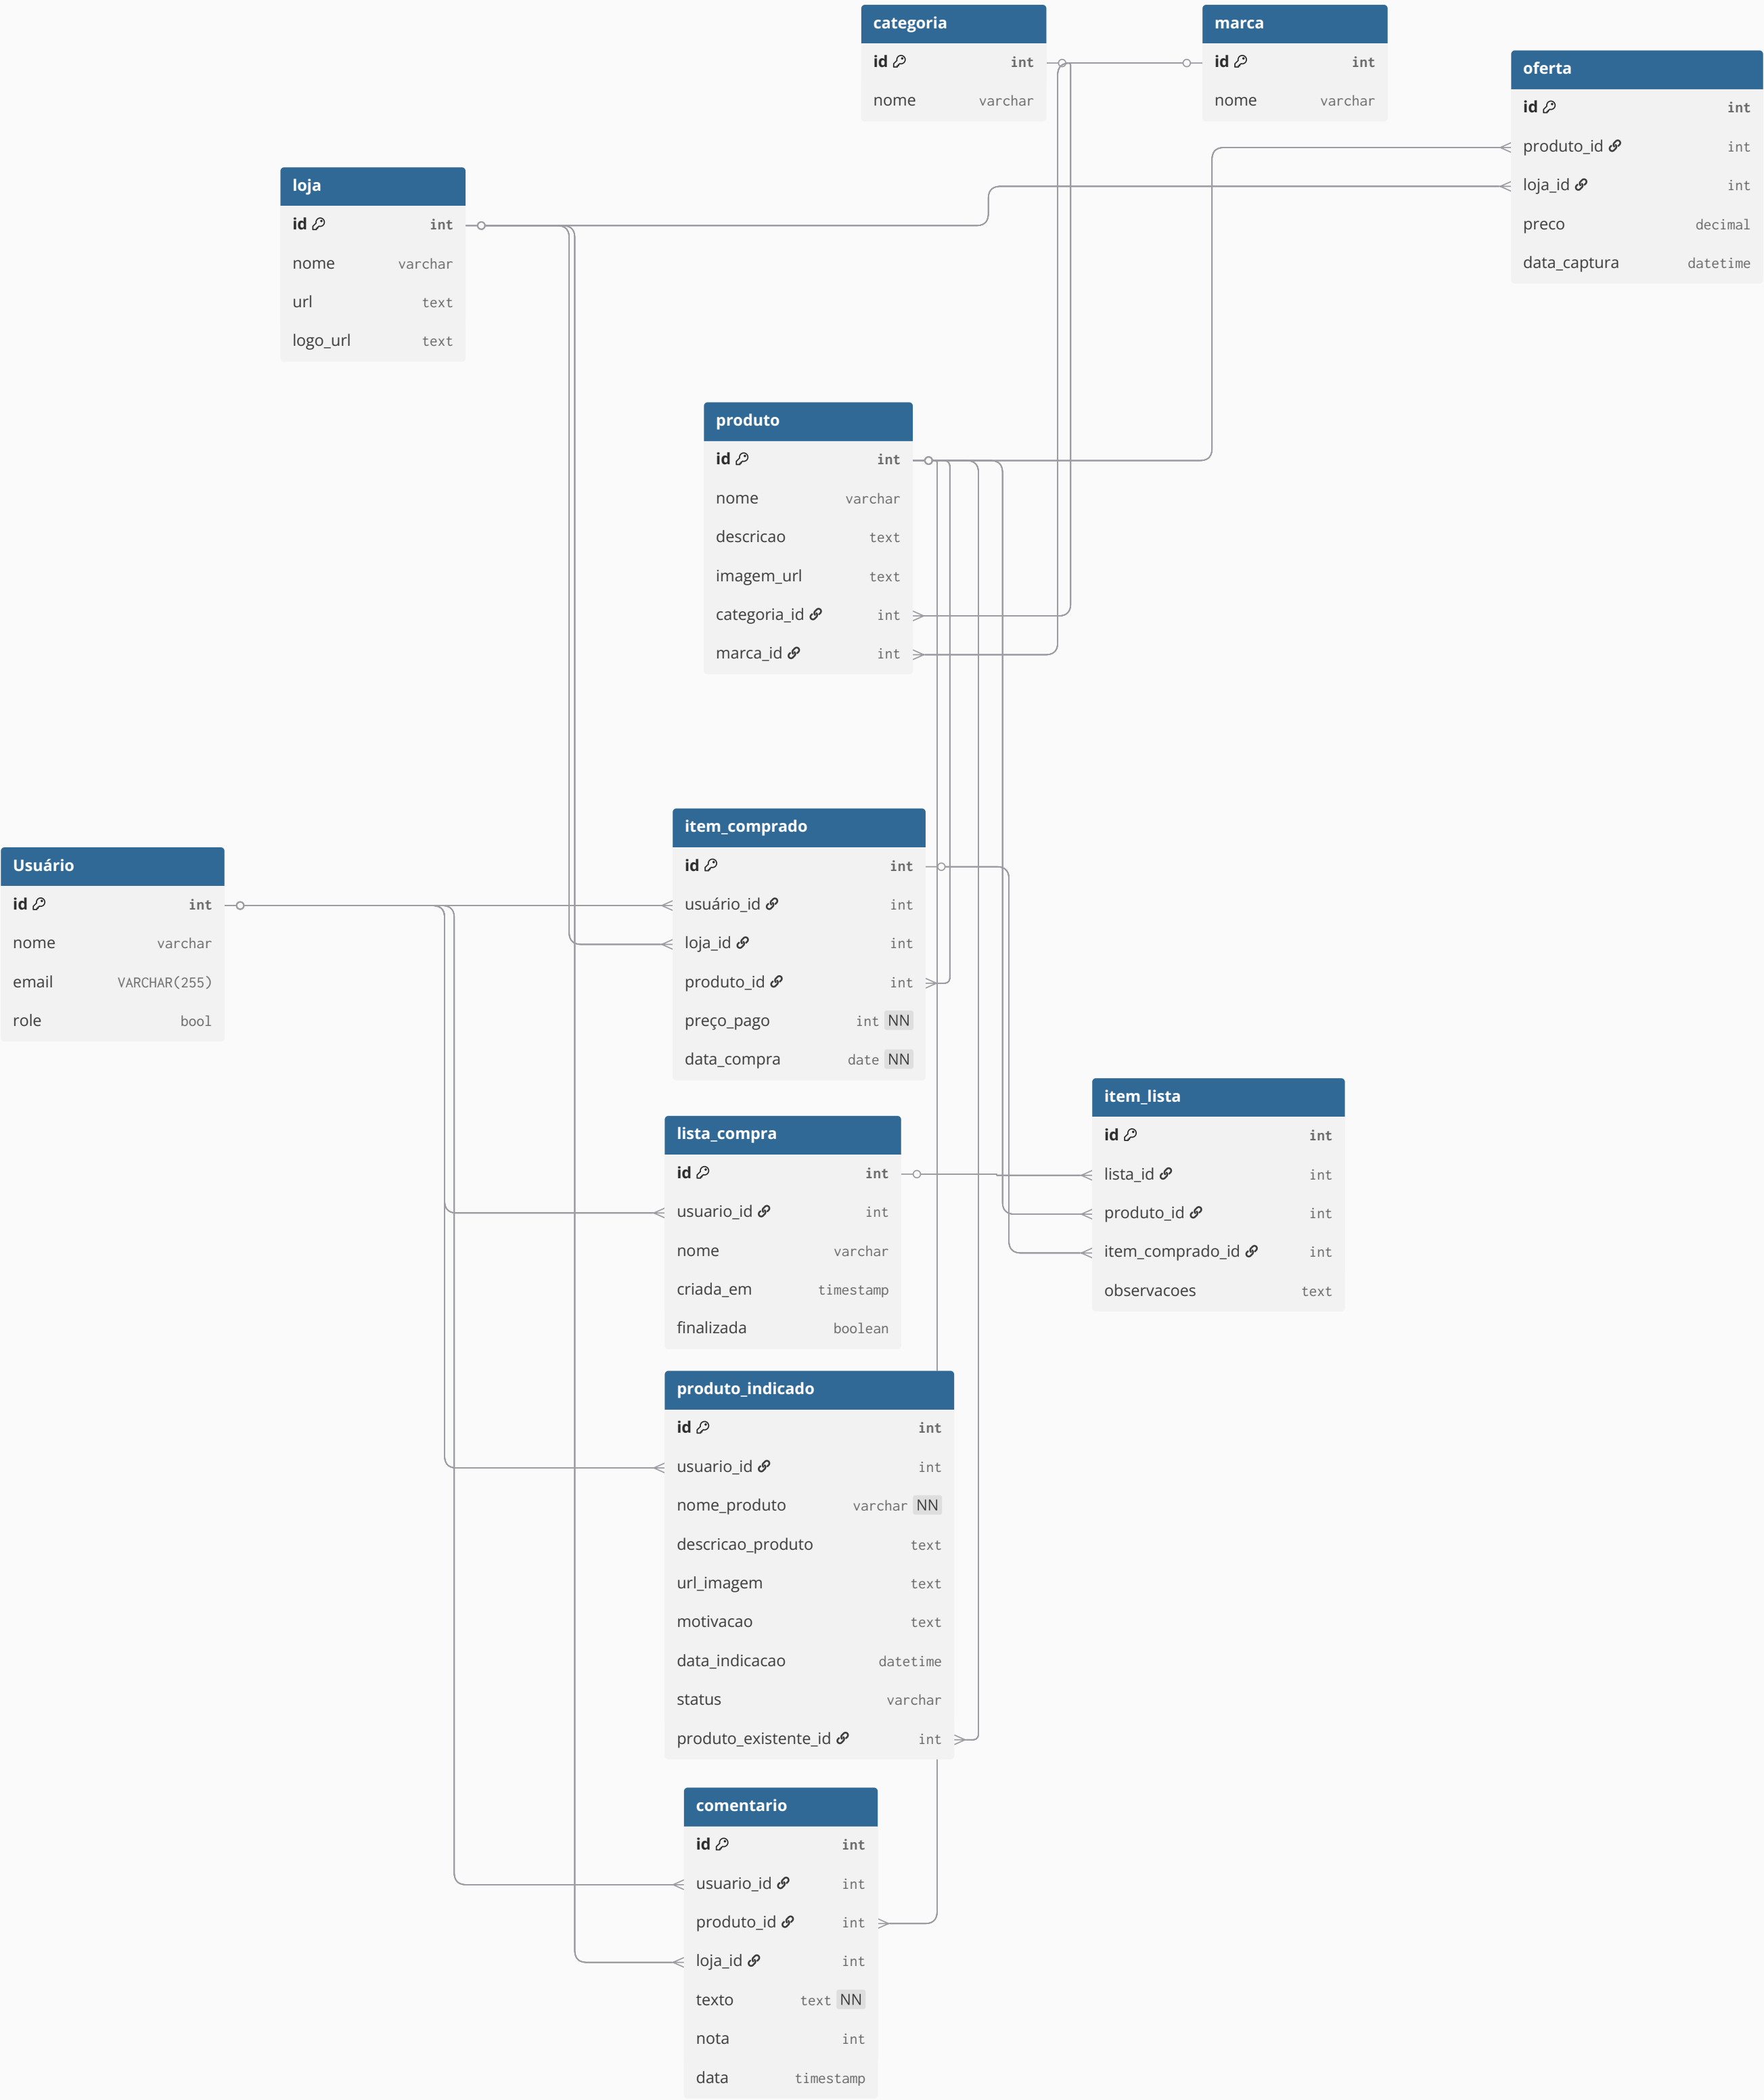 categoria
id int
nome varchar
marca
id int
nome varchar
oferta
id int
produto_id int
loja_id int
preco decimal
data_captura datetime
loja
id int
nome varchar
url text
logo_url text
produto
id int
nome varchar
descricao text
imagem_url text
categoria_id int
marca_id int
item_comprado
id int
usuário_id int
loja_id int
produto_id int
preço_pago int NN
data_compra date NN
Usuário
id int
nome varchar
email VARCHAR(255)
role bool
item_lista
id int
lista_id int
produto_id int
item_comprado_id int
observacoes text
lista_compra
id int
usuario_id int
nome varchar
criada_em timestamp
finalizada boolean
produto_indicado
id int
usuario_id int
nome_produto varchar NN
descricao_produto text
url_imagem text
motivacao text
data_indicacao datetime
status varchar
produto_existente_id int
comentario
id int
usuario_id int
produto_id int
loja_id int
texto text NN
nota int
data timestamp